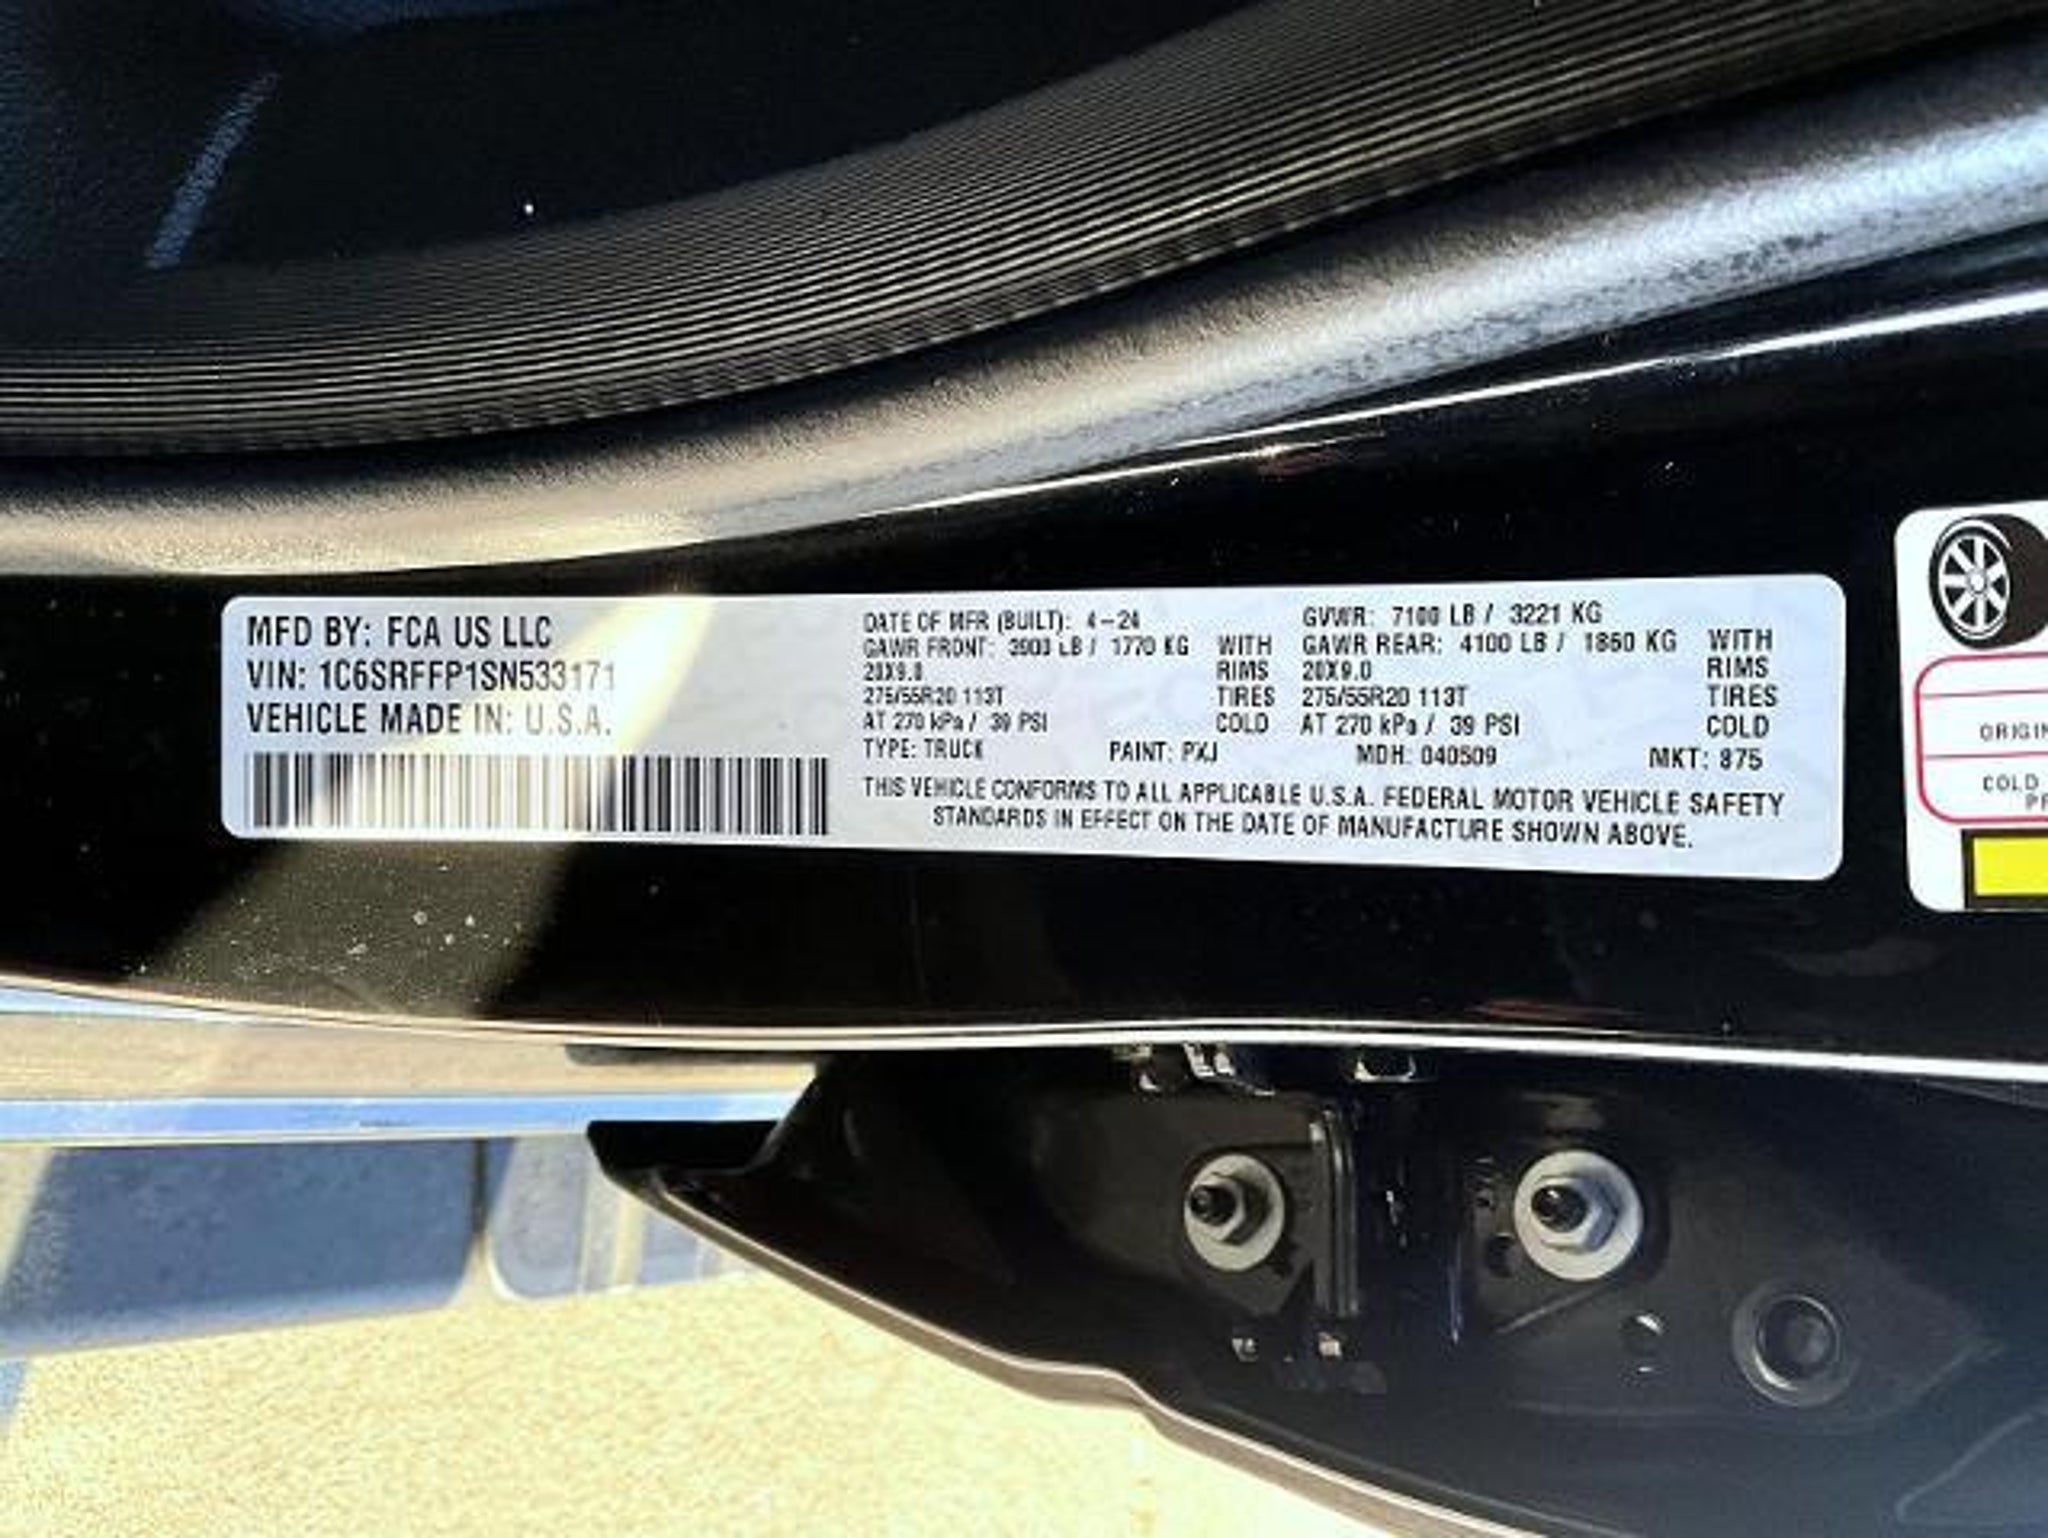 MFD BY: FCA US LLC
VIN: 1C6SRFFP1SN533171
VEHICLE MADE IN: U.S.A.
DATE OF MFR (BUILT): 4-24 GVWR: 7100 LB / 3221 KG
GAWR FRONT: 3900 LB / 1770 KG WITH GAWR REAR: 4100 LB / 1860 KG WITH
20X9.0 RIMS 20X9.0 RIMS
275/55R20 113T TIRES 275/55R20 113T TIRES
AT 270 kPa / 39 PSI COLD AT 270 kPa / 39 PSI COLD
TYPE: TRUCK PAINT: PXJ MDH: 040509 MKT: 875
THIS VEHICLE CONFORMS TO ALL APPLICABLE U.S.A. FEDERAL MOTOR VEHICLE SAFETY
STANDARDS IN EFFECT ON THE DATE OF MANUFACTURE SHOWN ABOVE.
COLD